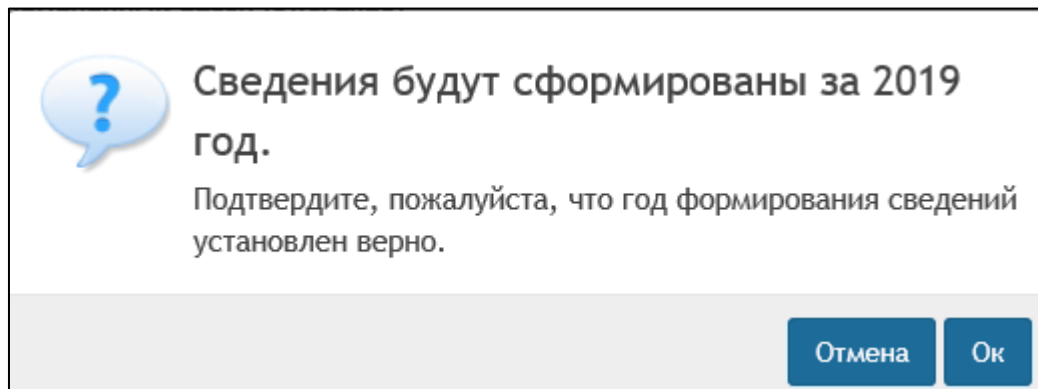 Сведения будут сформированы за 2019
год.
Подтвердите, пожалуйста, что год формирования сведений
установлен верно.
Отмена Ок